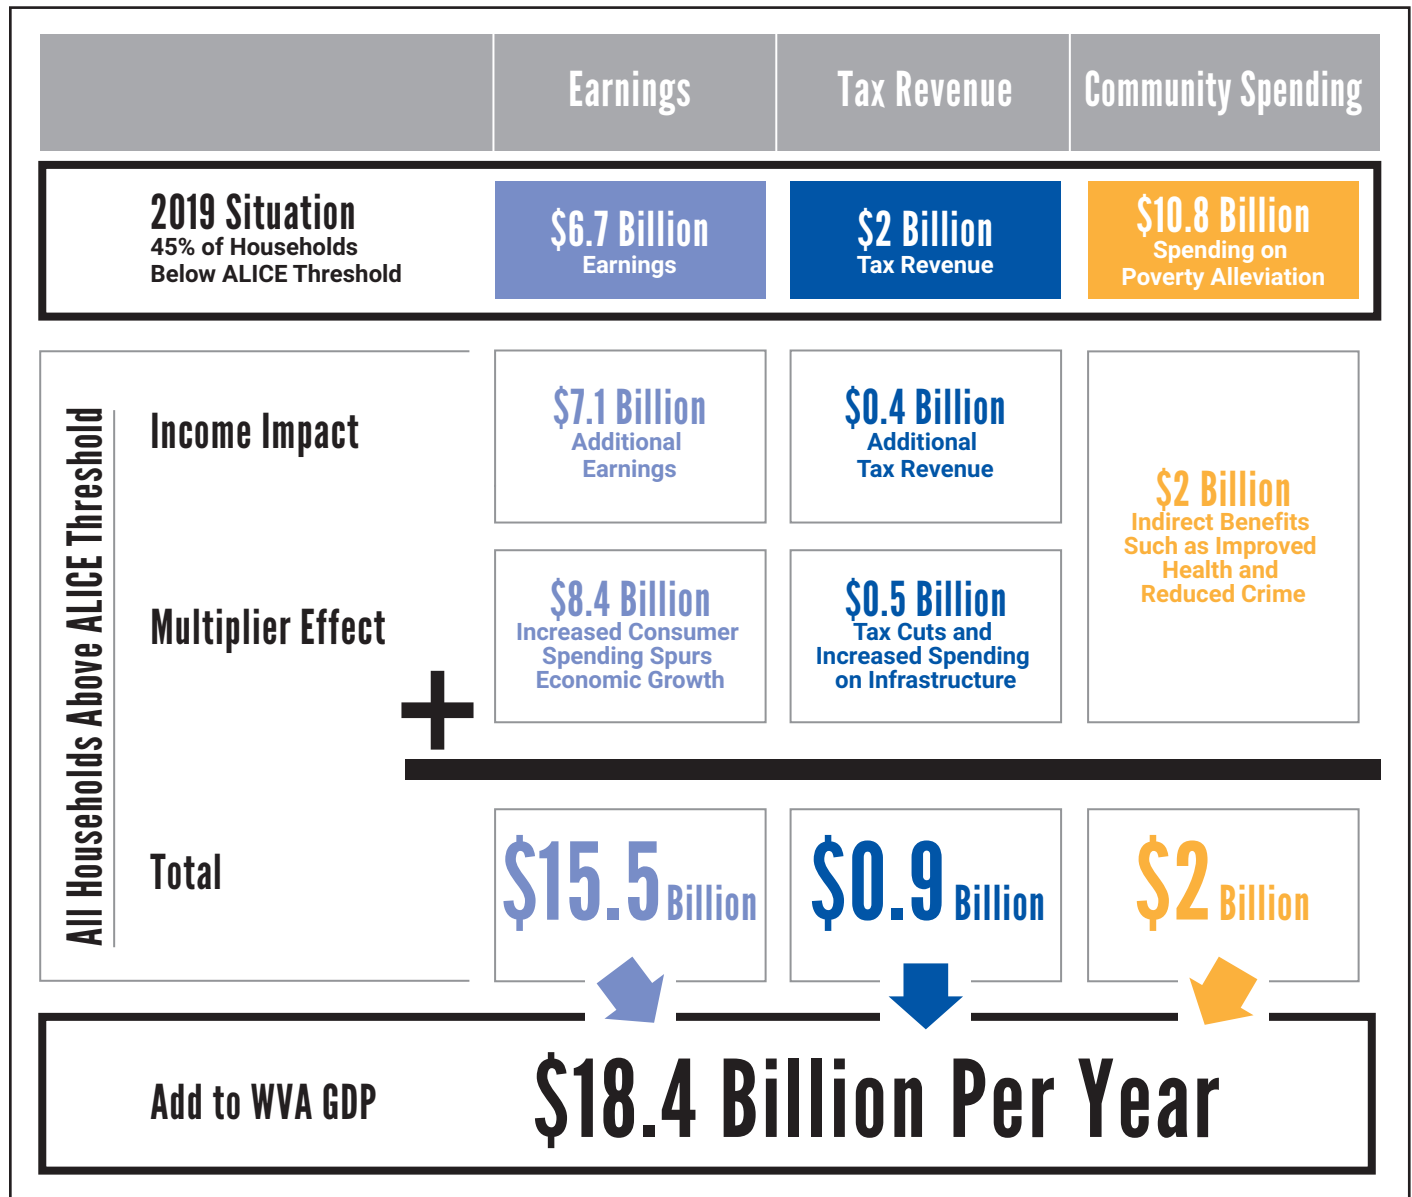 Earnings
Tax Revenue
Community Spending
2019 Situation
45% of Households
Below ALICE Threshold
$6.7 Billion
Earnings
$2 Billion
Tax Revenue
$10.8 Billion
Spending on
Poverty Alleviation
All Households Above ALICE Threshold
Income Impact
$7.1 Billion
Additional
Earnings
$0.4 Billion
Additional
Tax Revenue
$2 Billion
Indirect Benefits
Such as Improved
Health and
Reduced Crime
Multiplier Effect
$8.4 Billion
Increased Consumer
Spending Spurs
Economic Growth
$0.5 Billion
Tax Cuts and
Increased Spending
on Infrastructure
+
Total
$15.5 Billion
$0.9 Billion
$2 Billion
Add to WVA GDP
$18.4 Billion Per Year